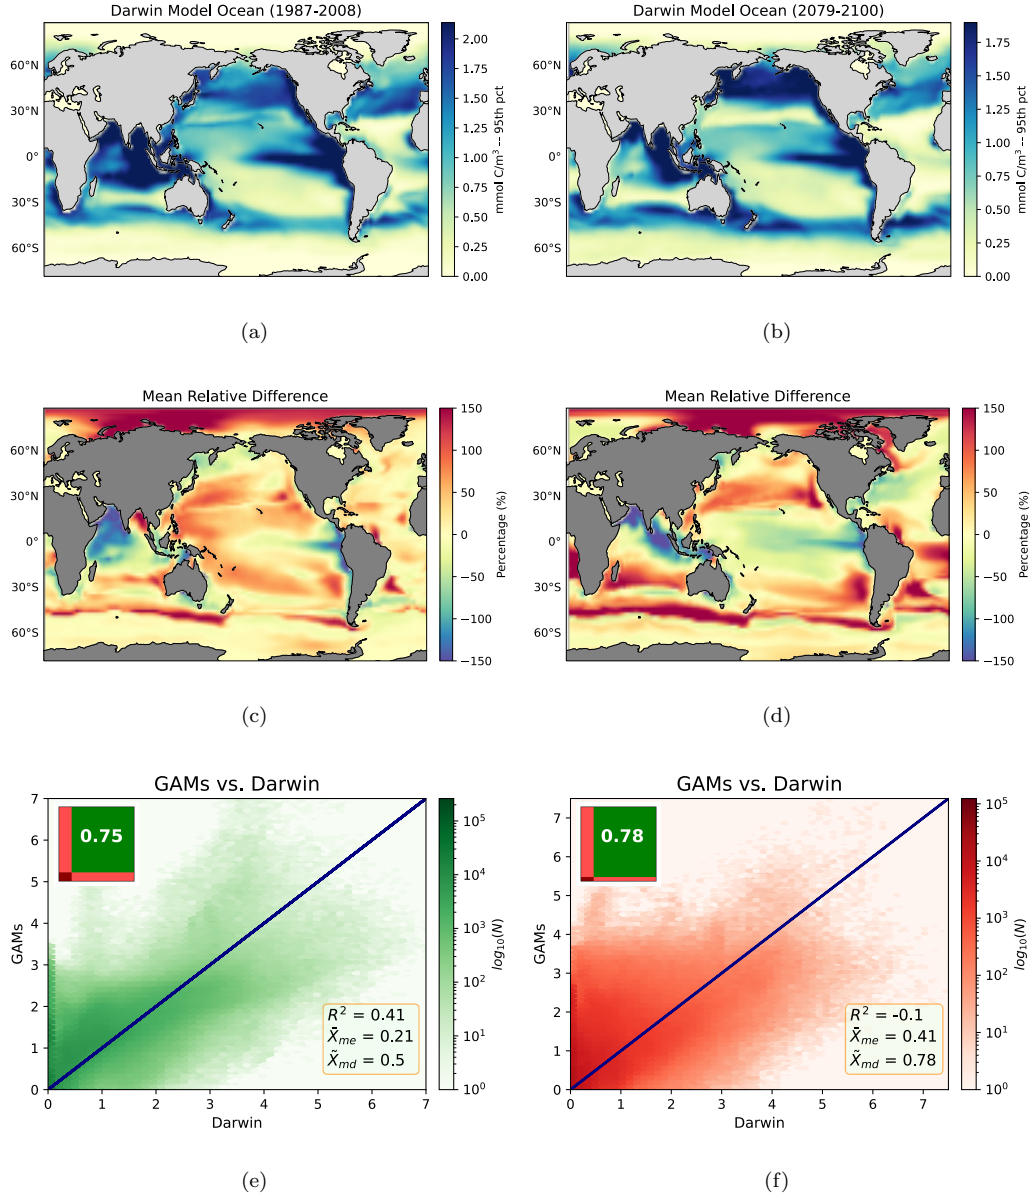 Darwin Model Ocean (1987-2008)
60°N
30°N
0°
30°S
60°S
2.00
1.75
1.50
1.25
1.00
0.75
0.50
0.25
0.00
mmol C/m³ -- 95th pct
(a)
Darwin Model Ocean (2079-2100)
60°N
30°N
0°
30°S
60°S
1.75
1.50
1.25
1.00
0.75
0.50
0.25
0.00
mmol C/m³ -- 95th pct
(b)
Mean Relative Difference
60°N
30°N
0°
30°S
60°S
150
100
50
0
−50
−100
−150
Percentage (%)
(c)
Mean Relative Difference
60°N
30°N
0°
30°S
60°S
150
100
50
0
−50
−100
−150
Percentage (%)
(d)
GAMs vs. Darwin
7
6
5
4
3
2
1
0
GAMs
0.75
R² = 0.41
X̄me = 0.21
X̃md = 0.5
0 1 2 3 4 5 6 7
Darwin
10⁵
10⁴
10³
10²
10¹
10⁰
log₁₀(N)
(e)
GAMs vs. Darwin
7
6
5
4
3
2
1
0
GAMs
0.78
R² = -0.1
X̄me = 0.41
X̃md = 0.78
0 1 2 3 4 5 6 7
Darwin
10⁵
10⁴
10³
10²
10¹
10⁰
log₁₀(N)
(f)